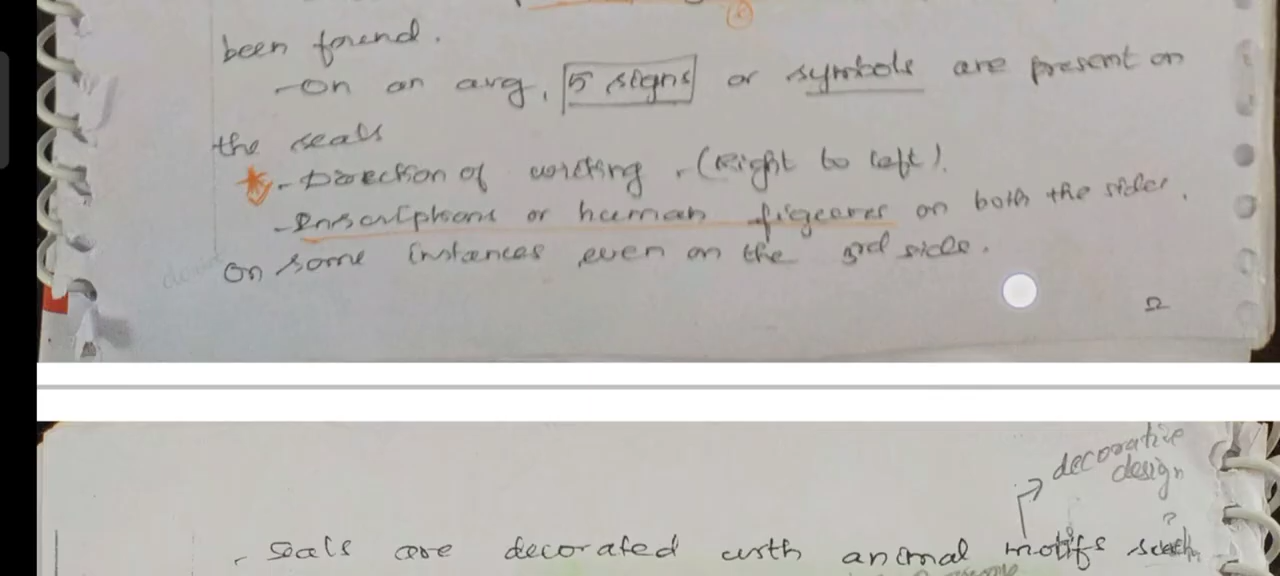 been found.
- On an avg, 5 signs or symbols are present on
the seals
- Direction of writing. (Right to left).
- Inscriptions or human figures on both the sides.
On some instances even on the 3rd side.
Ω
decorative
design
- Seals are decorated with animal motifs